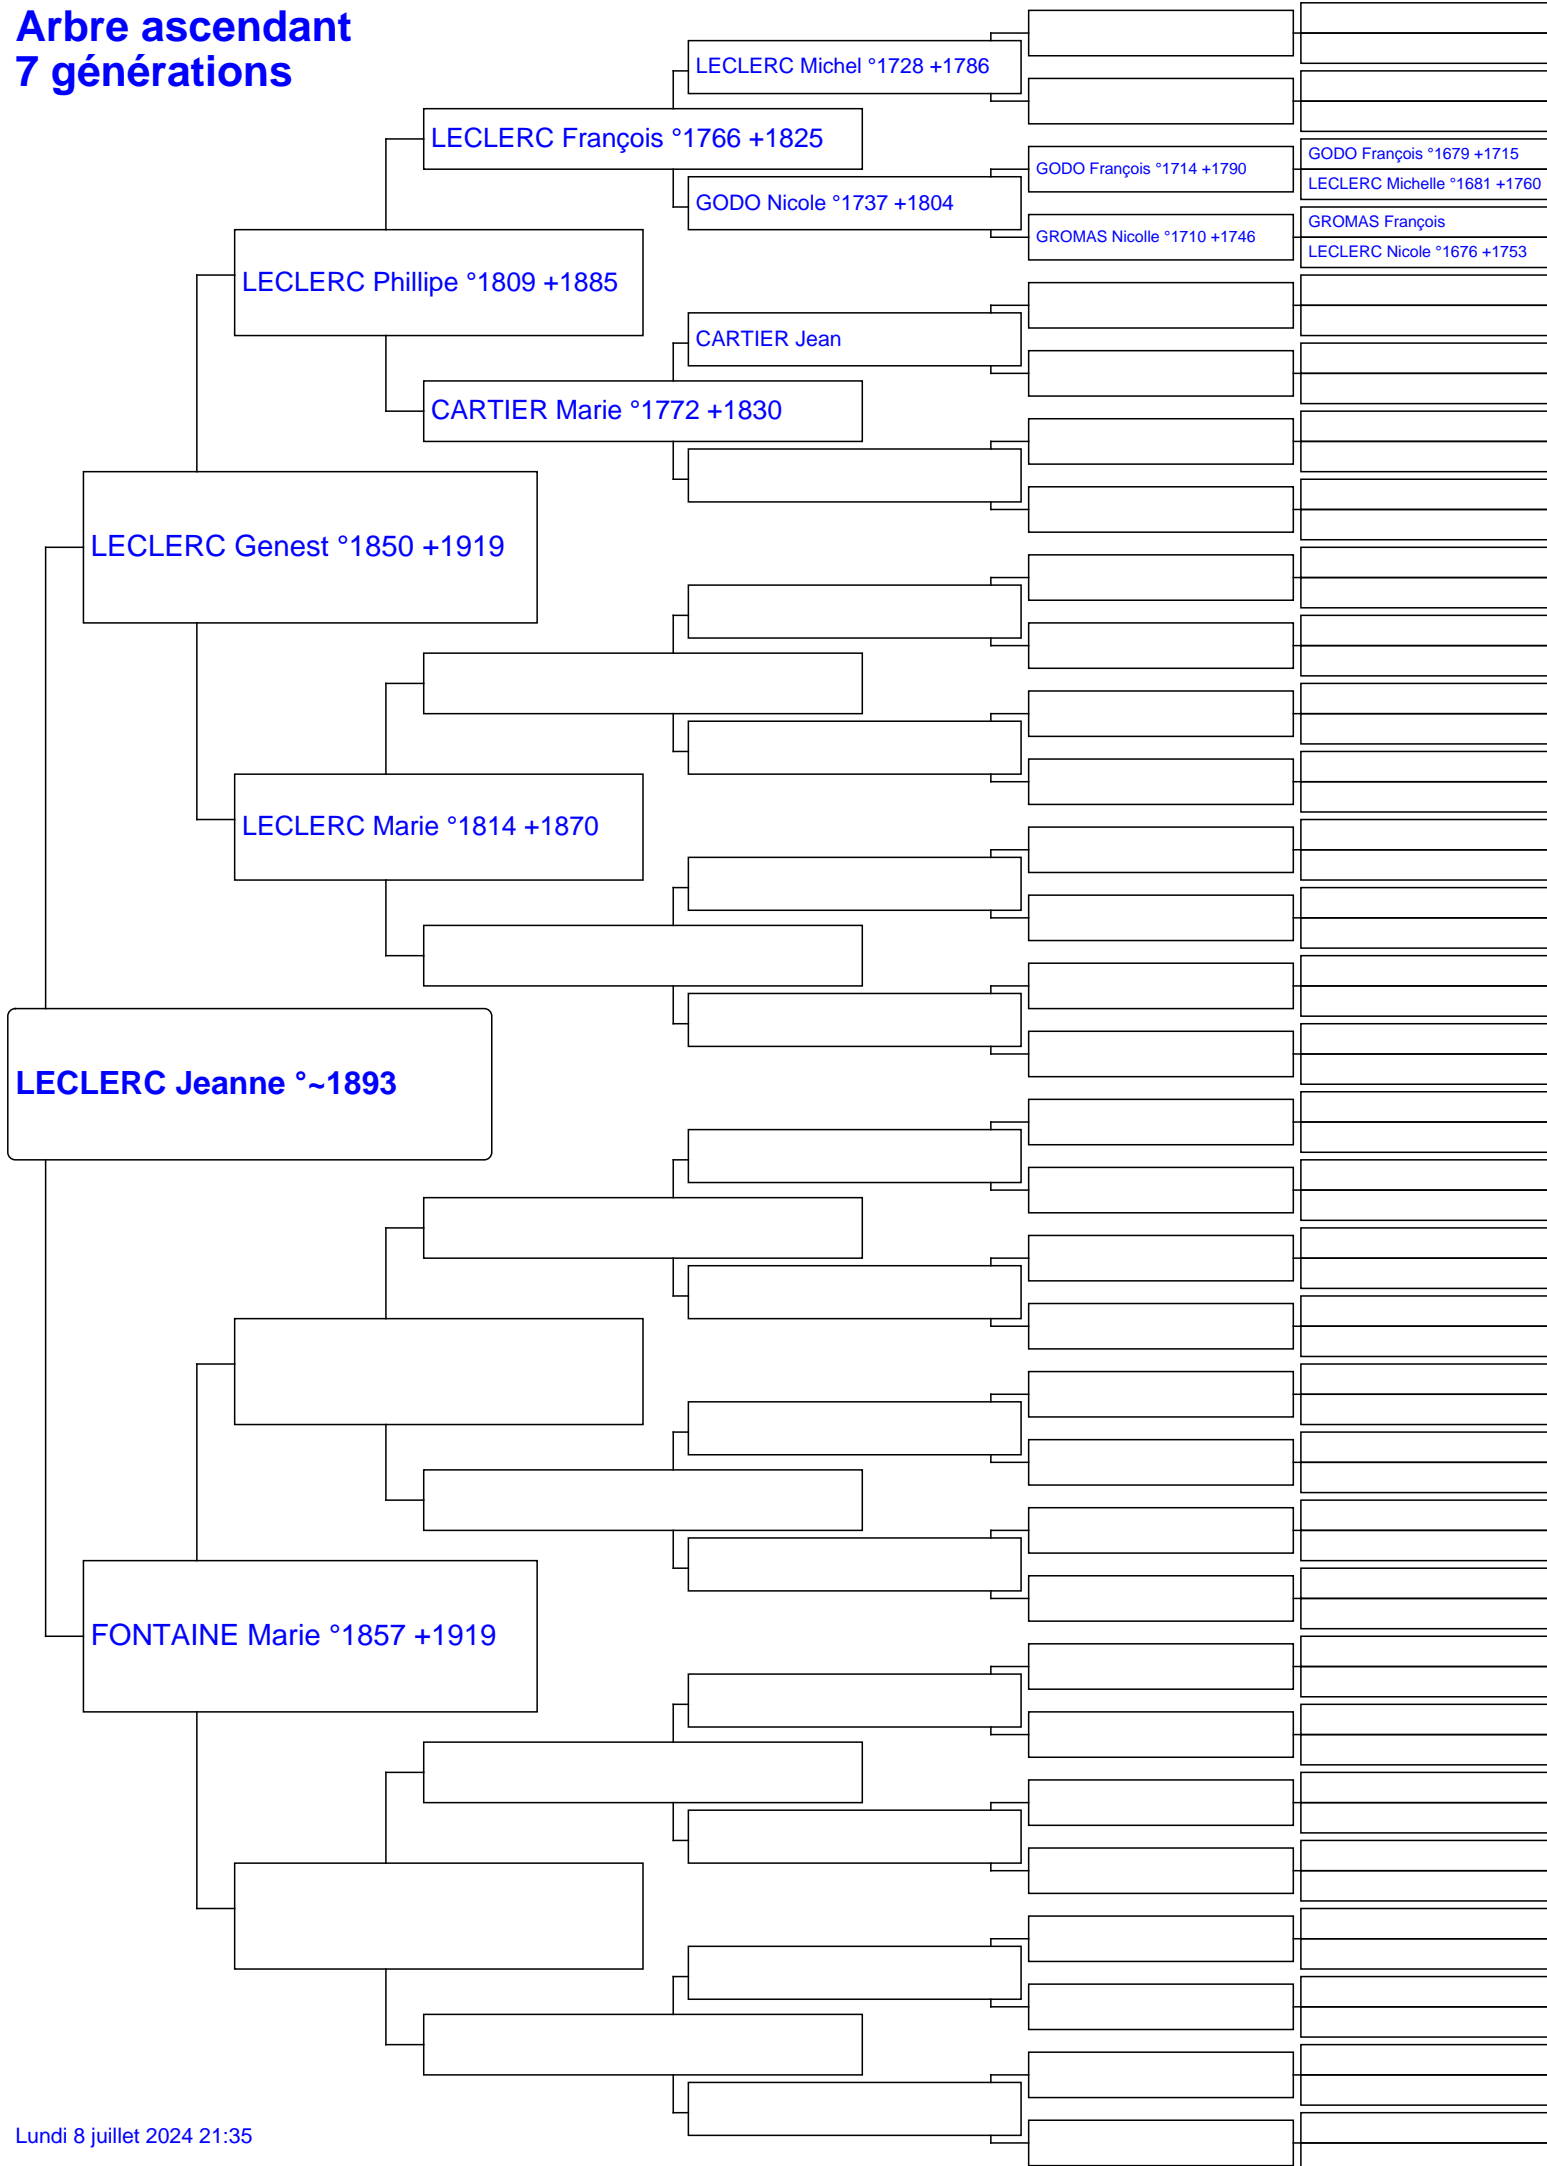 Arbre ascendant
7 générations
LECLERC Michel °1728 +1786
LECLERC François °1766 +1825
GODO François °1714 +1790
GODO François °1679 +1715
LECLERC Michelle °1681 +1760
GODO Nicole °1737 +1804
GROMAS Nicolle °1710 +1746
GROMAS François
LECLERC Nicole °1676 +1753
LECLERC Phillipe °1809 +1885
CARTIER Jean
CARTIER Marie °1772 +1830
LECLERC Genest °1850 +1919
LECLERC Marie °1814 +1870
LECLERC Jeanne °~1893
FONTAINE Marie °1857 +1919
Lundi 8 juillet 2024 21:35